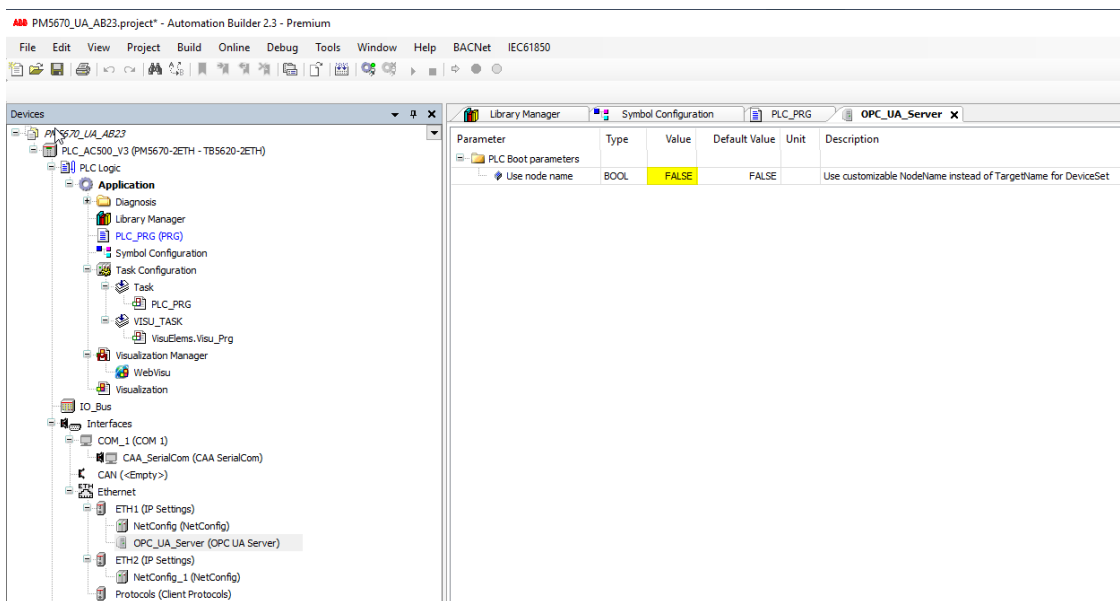 ABB PM5670_UA_AB23.project* - Automation Builder 2.3 - Premium
File Edit View Project Build Online Debug Tools Window Help BACNet IEC61850
Devices
PM5670_UA_AB23
PLC_AC500_V3 (PM5670-2ETH - TB5620-2ETH)
PLC Logic
Application
Diagnosis
Library Manager
PLC_PRG (PRG)
Symbol Configuration
Task Configuration
Task
PLC_PRG
VISU_TASK
VisuElems.Visu_Prg
Visualization Manager
WebVisu
Visualization
IO_Bus
Interfaces
COM_1 (COM 1)
CAA_SerialCom (CAA SerialCom)
CAN (<Empty>)
ETH Ethernet
ETH1 (IP Settings)
NetConfig (NetConfig)
OPC_UA_Server (OPC UA Server)
ETH2 (IP Settings)
NetConfig_1 (NetConfig)
Protocols (Client Protocols)
Library Manager Symbol Configuration PLC_PRG OPC_UA_Server
Parameter Type Value Default Value Unit Description
PLC Boot parameters
Use node name BOOL FALSE FALSE Use customizable NodeName instead of TargetName for DeviceSet